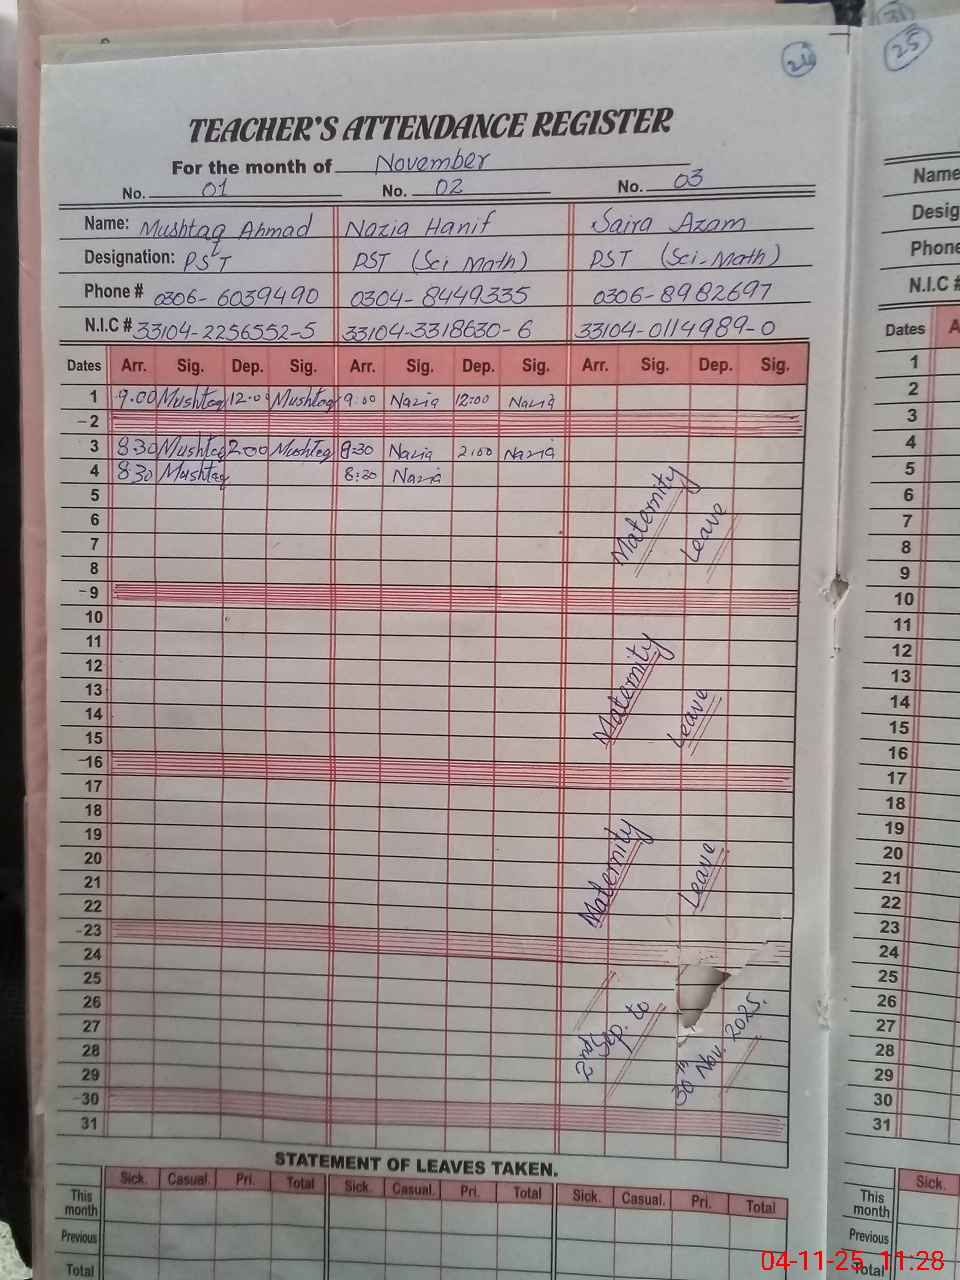 24
25
TEACHER'S ATTENDANCE REGISTER
For the month of November
No. 01 No. 02 No. 03
Name: Mushtaq Ahmad Nazia Hanif Saira Azam
Designation: PST PST (Sci Math) PST (Sci-Math)
Phone # 0306-6039490 0304-8449335 0306-8982697
N.I.C # 33104-2256552-5 33104-3318630-6 33104-0114989-0
Dates Arr. Sig. Dep. Sig. Arr. Sig. Dep. Sig. Arr. Sig. Dep. Sig.
1 9.00 Mushtaq 12.00 Mushtaq 9:00 Nazia 12:00 Nazia
2
3 8.30 Mushtaq 2.00 Mushtaq 8:30 Nazia 2:00 Nazia
4 8:30 Mushtaq 8:30 Nazia
5
6
7
8
Maternity Leave
9
10
11
12
13
14
15
Maternity Leave
16
17
18
19
20
21
22
Maternity Leave
23
24
25
26
27
28
29
2nd Sep. to 30th Nov. 2025.
30
31
STATEMENT OF LEAVES TAKEN.
Sick. Casual. Pri. Total Sick. Casual. Pri. Total Sick. Casual. Pri. Total
This month
Previous
Total
Name
Phone
N.I.C #
Dates
1
2
3
4
5
6
7
8
9
10
11
12
13
14
15
16
17
18
19
20
21
22
23
24
25
26
27
28
29
30
31
Sick.
This month
Previous
Total
04-11-25 11:28